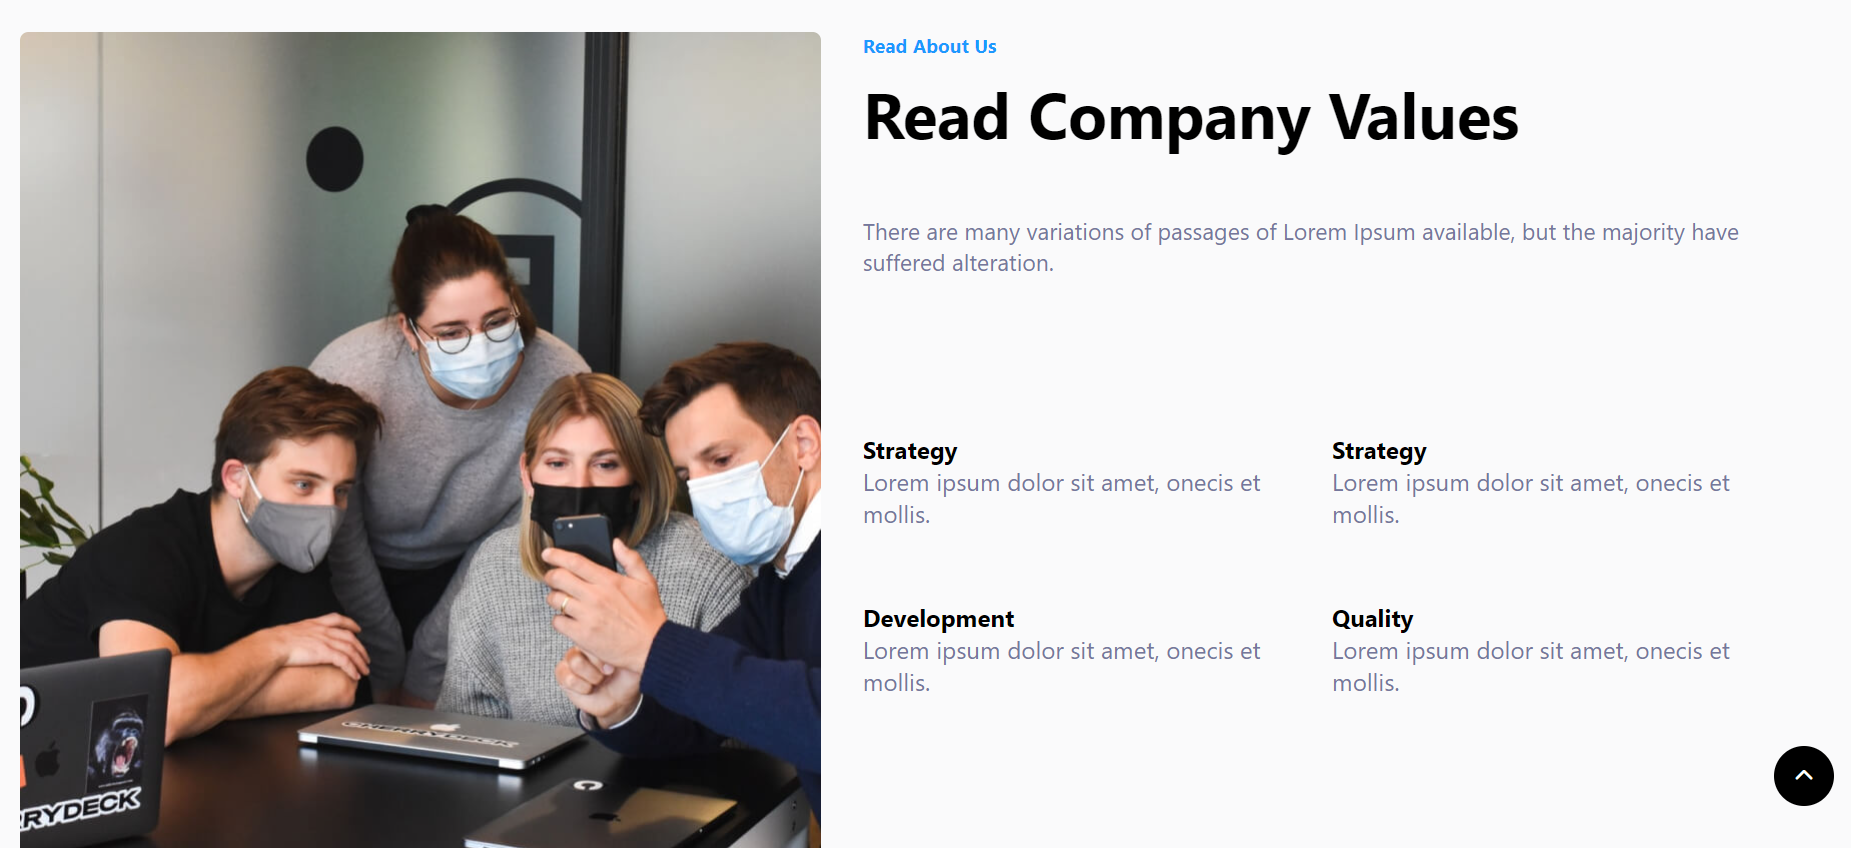 Read About Us
Read Company Values
There are many variations of passages of Lorem Ipsum available, but the majority have
suffered alteration.
Strategy
Lorem ipsum dolor sit amet, onecis et
mollis.
Strategy
Lorem ipsum dolor sit amet, onecis et
mollis.
Development
Lorem ipsum dolor sit amet, onecis et
mollis.
Quality
Lorem ipsum dolor sit amet, onecis et
mollis.
CHERRYDECK
RYDECK